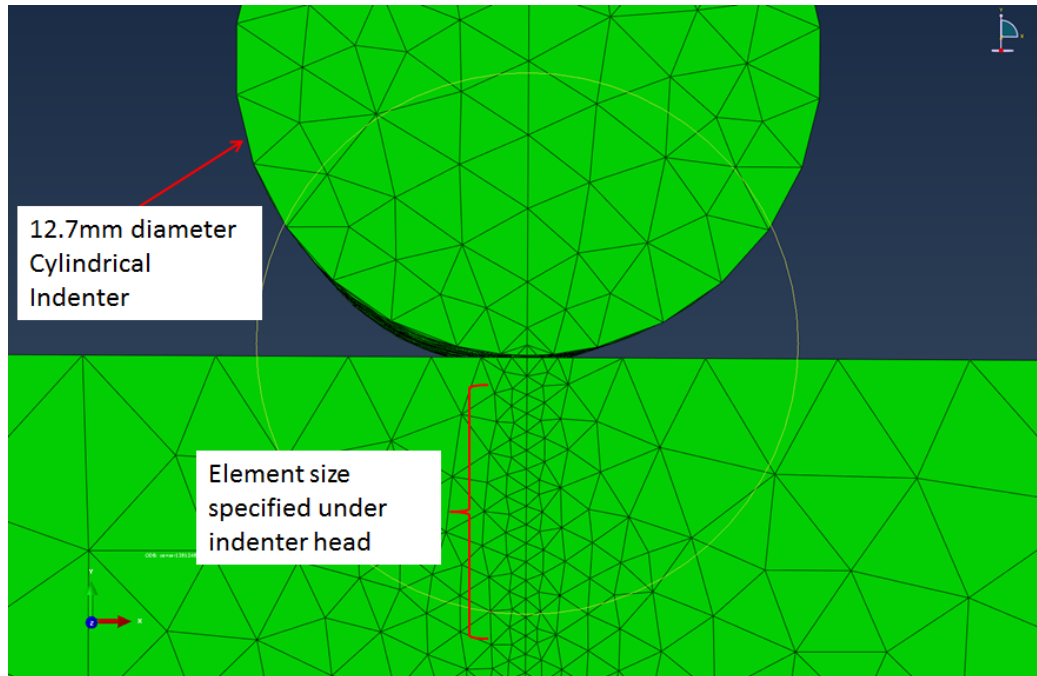 12.7mm diameter
Cylindrical
Indenter
Element size
specified under
indenter head
Y
X
Z
X
Y